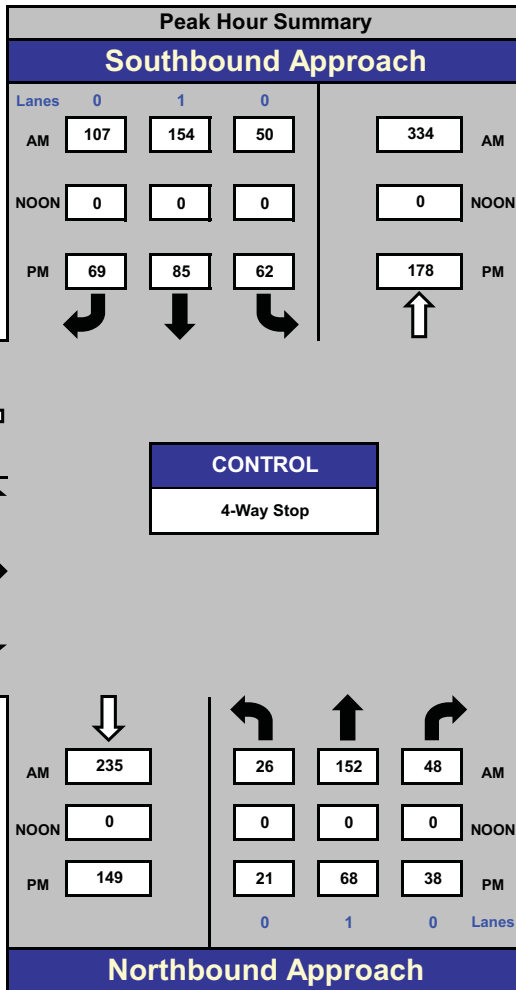 Peak Hour Summary
Southbound Approach
Lanes 0 1 0
AM 107 154 50 334 AM
NOON 0 0 0 0 NOON
PM 69 85 62 178 PM
CONTROL
4-Way Stop
AM 235 26 152 48 AM
NOON 0 0 0 0 NOON
PM 149 21 68 38 PM
0 1 0 Lanes
Northbound Approach